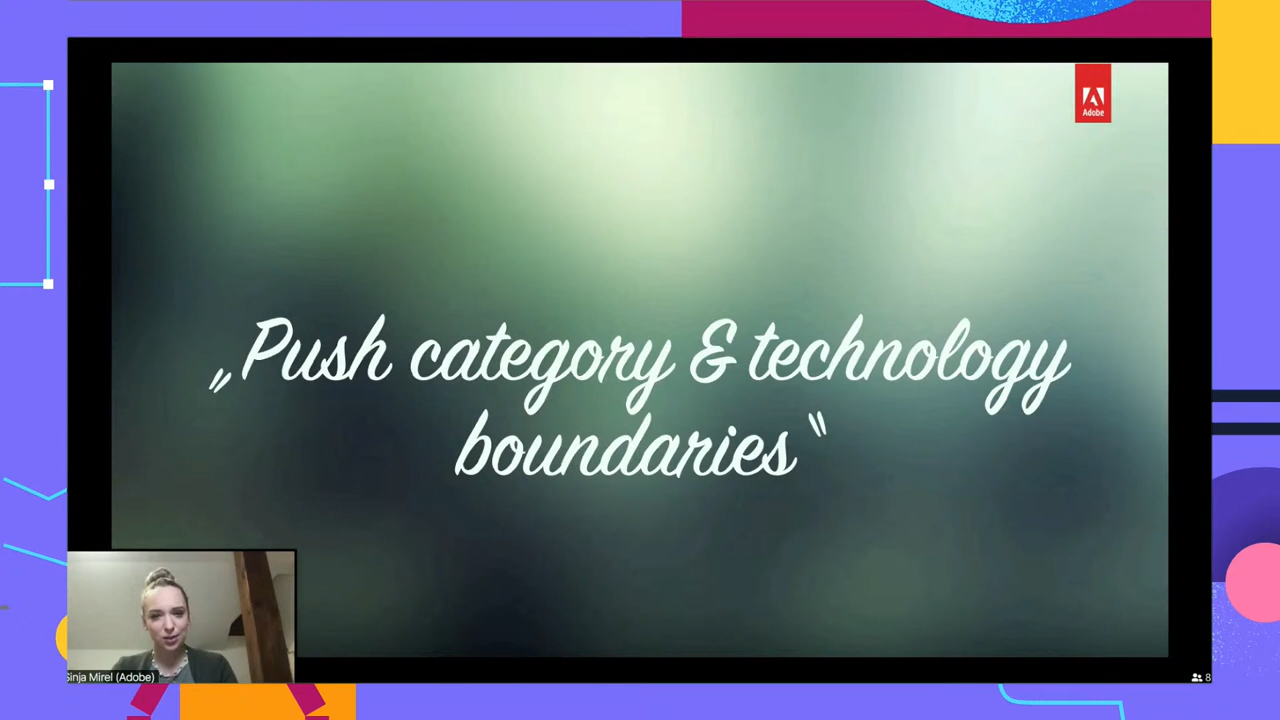 Adobe
„Push category & technology
boundaries‟
Sinja Mirel (Adobe)
8